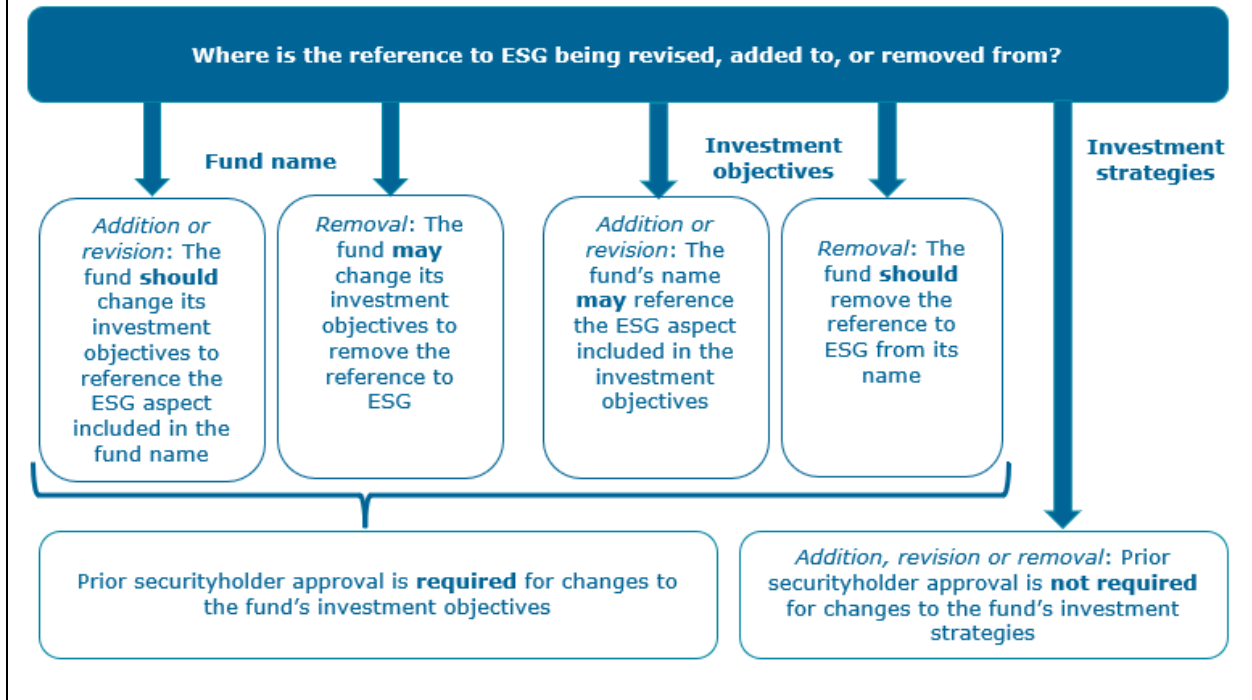 Where is the reference to ESG being revised, added to, or removed from?
Fund name
Investment
objectives
Investment
strategies
Addition or
revision: The
fund should
change its
investment
objectives to
reference the
ESG aspect
included in the
fund name
Removal: The
fund may
change its
investment
objectives to
remove the
reference to
ESG
Addition or
revision: The
fund's name
may reference
the ESG aspect
included in the
investment
objectives
Removal: The
fund should
remove the
reference to
ESG from its
name
Prior securityholder approval is required for changes to
the fund's investment objectives
Addition, revision or removal: Prior
securityholder approval is not required
for changes to the fund's investment
strategies